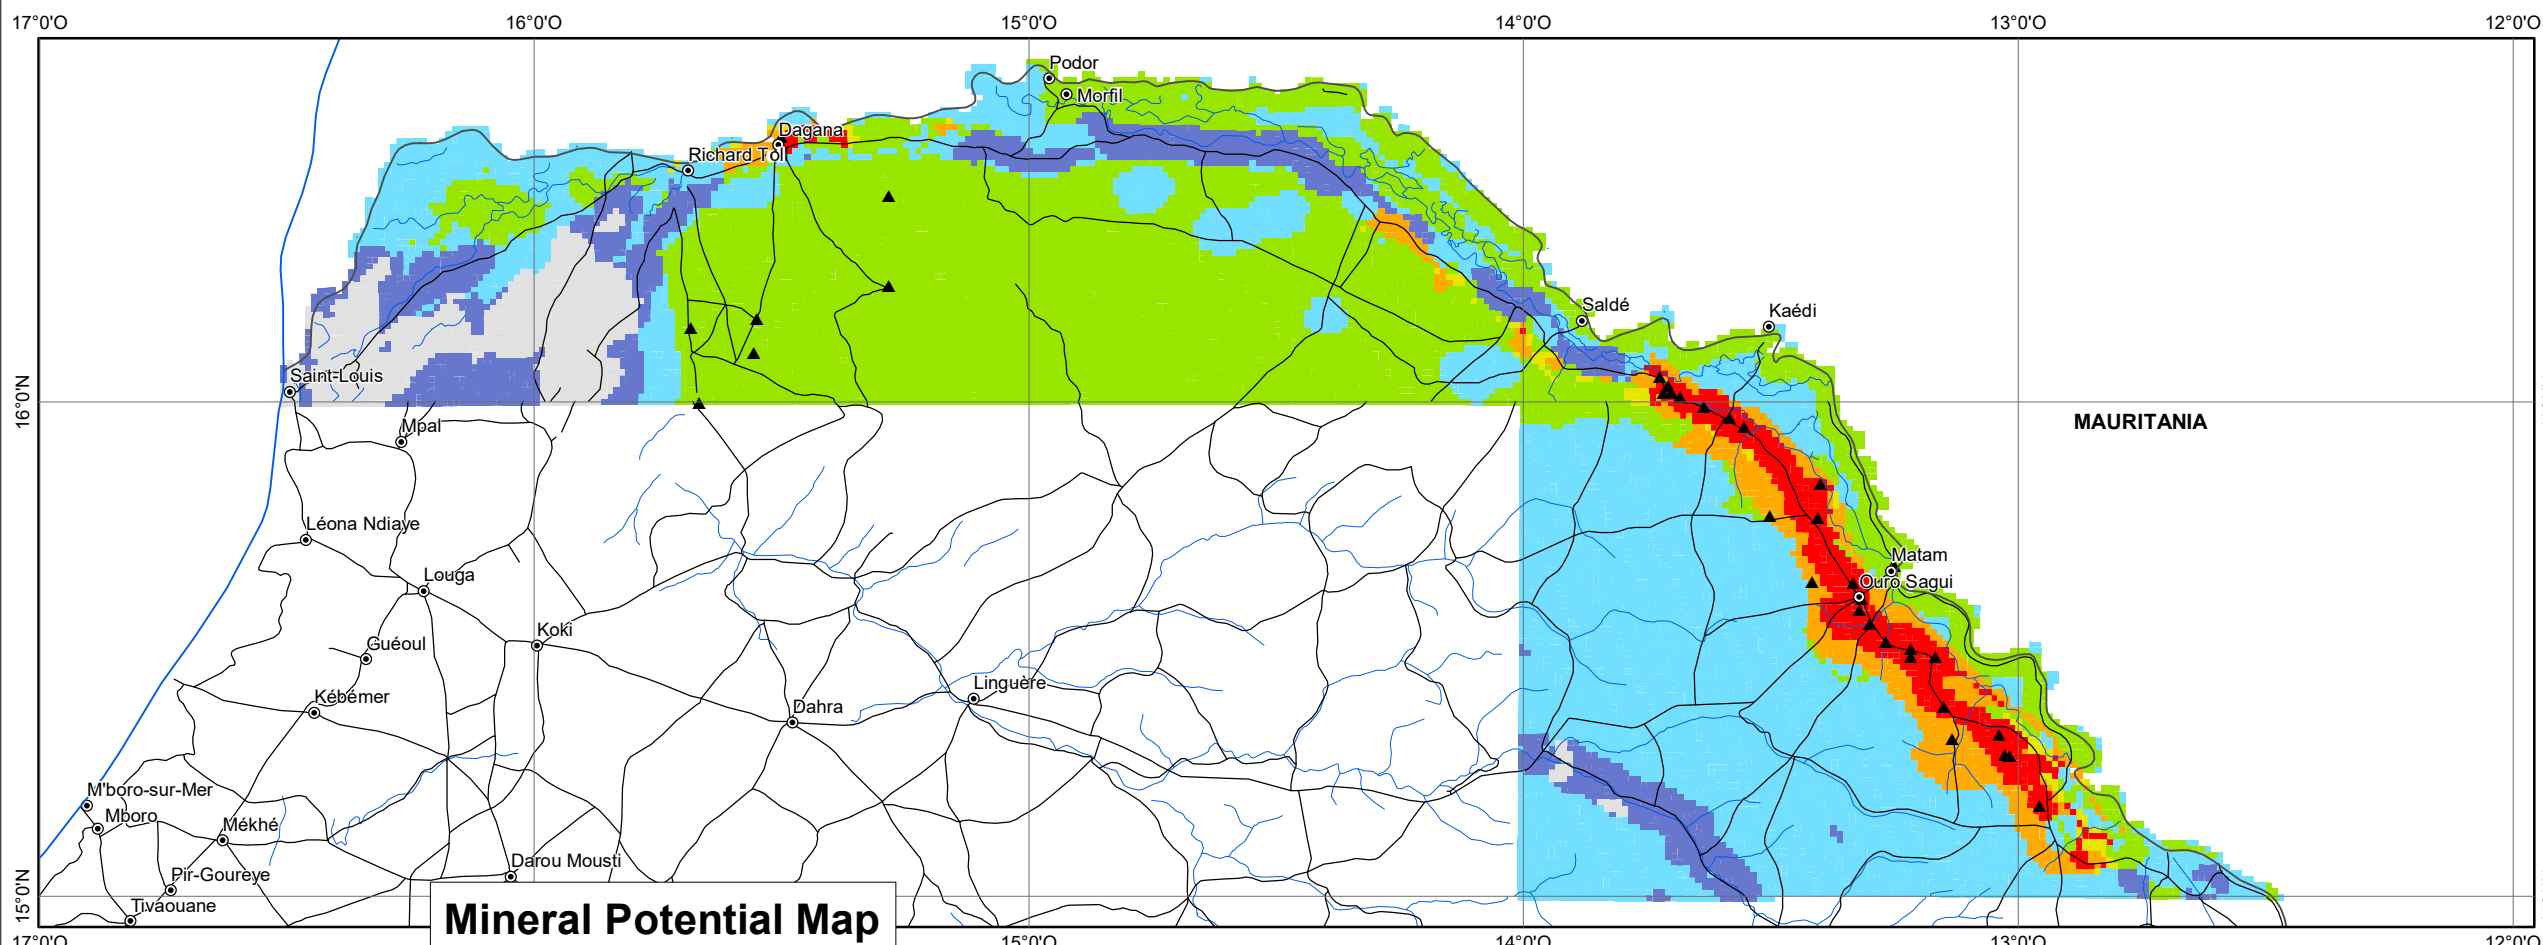 17°0'O 16°0'O 15°0'O 14°0'O 13°0'O 12°0'O
Podor
Morfil
Dagana
Richard Toll
Saldé
Kaédi
Saint-Louis
16°0'N
MAURITANIA
Mpal
Léona Ndiaye
Matam
Louga
Ouro Sagui
Koki
Guéoul
Linguère
Kébémer
Dahra
M'boro-sur-Mer
Mboro
Mékhé
Darou Mousti
Pir-Goureye
15°0'N
Tivaouane
Mineral Potential Map
17°0'O 15°0'O 14°0'O 13°0'O 12°0'O